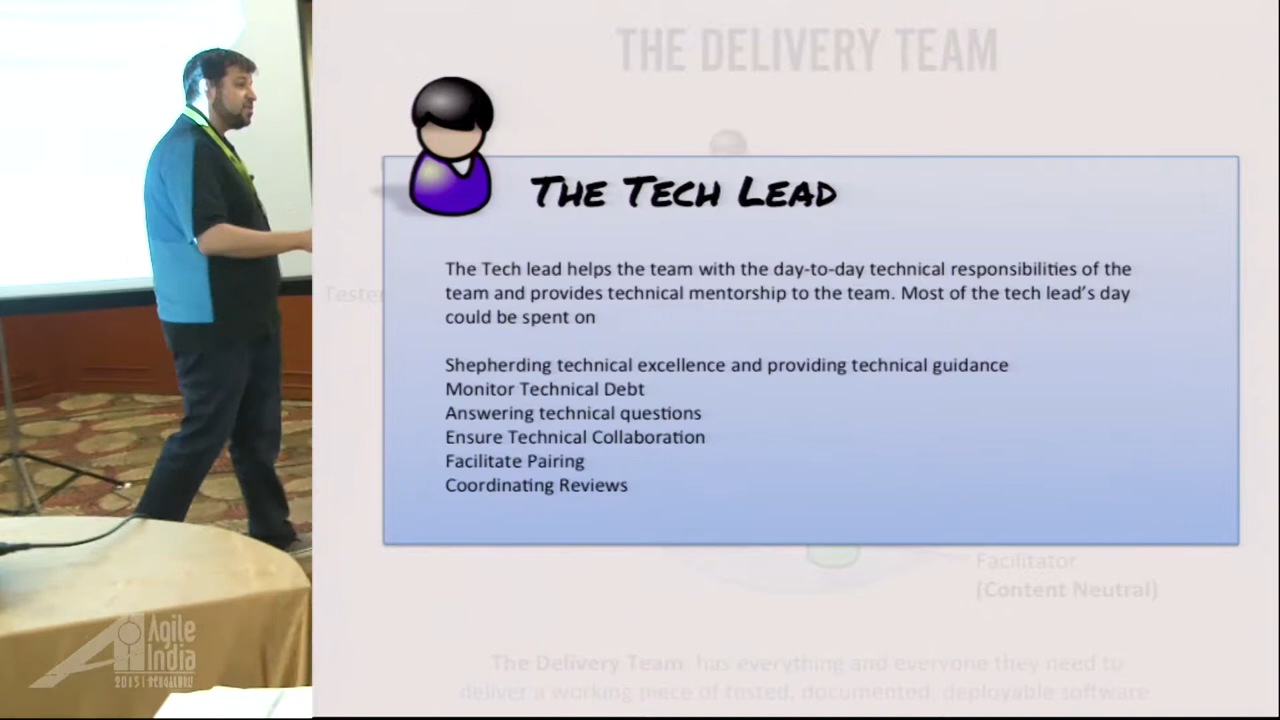 THE DELIVERY TEAM
THE TECH LEAD
The Tech lead helps the team with the day-to-day technical responsibilities of the
team and provides technical mentorship to the team. Most of the tech lead's day
could be spent on
Shepherding technical excellence and providing technical guidance
Monitor Technical Debt
Answering technical questions
Ensure Technical Collaboration
Facilitate Pairing
Coordinating Reviews
Facilitator
(Content Neutral)
The Delivery Team has everything and everyone they need to
deliver a working piece of tested, documented, deployable software
Agile
India
2015 | BENGALURU